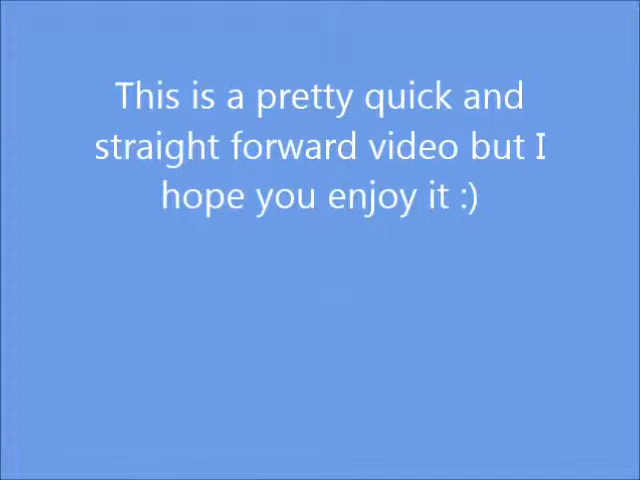 This is a pretty quick and
straight forward video but I
hope you enjoy it :)